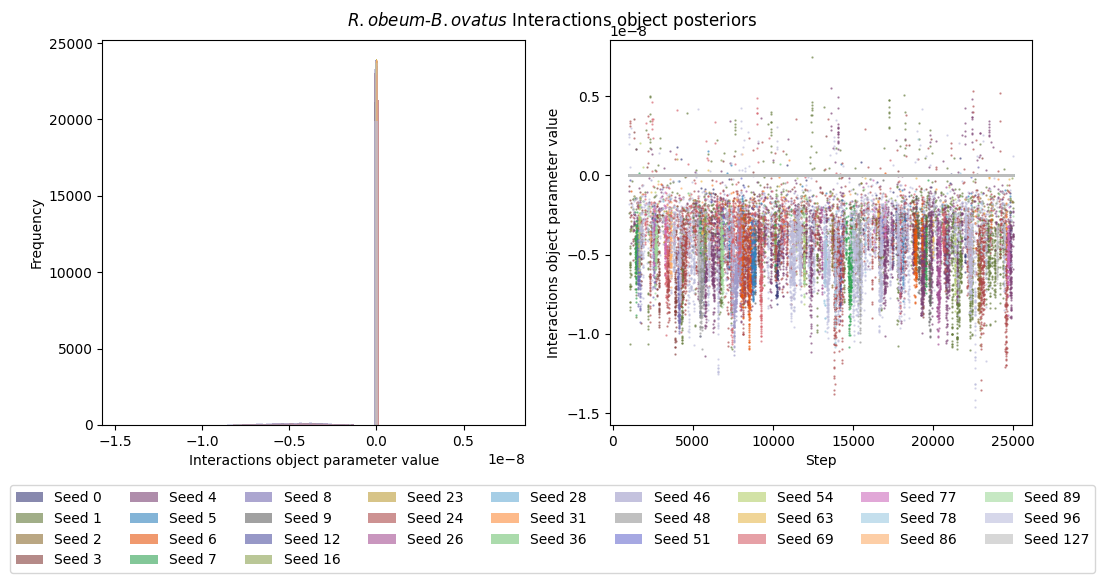 R.obeum-B.ovatus Interactions object posteriors
25000
20000
15000
10000
5000
0
Frequency
−1.5 −1.0 −0.5 0.0 0.5
1e−8
Interactions object parameter value
1e−8
0.5
0.0
−0.5
−1.0
−1.5
Interactions object parameter value
0 5000 10000 15000 20000 25000
Step
Seed 0 Seed 4 Seed 8 Seed 23 Seed 28 Seed 46 Seed 54 Seed 77 Seed 89
Seed 1 Seed 5 Seed 9 Seed 24 Seed 31 Seed 48 Seed 63 Seed 78 Seed 96
Seed 2 Seed 6 Seed 12 Seed 26 Seed 36 Seed 51 Seed 69 Seed 86 Seed 127
Seed 3 Seed 7 Seed 16